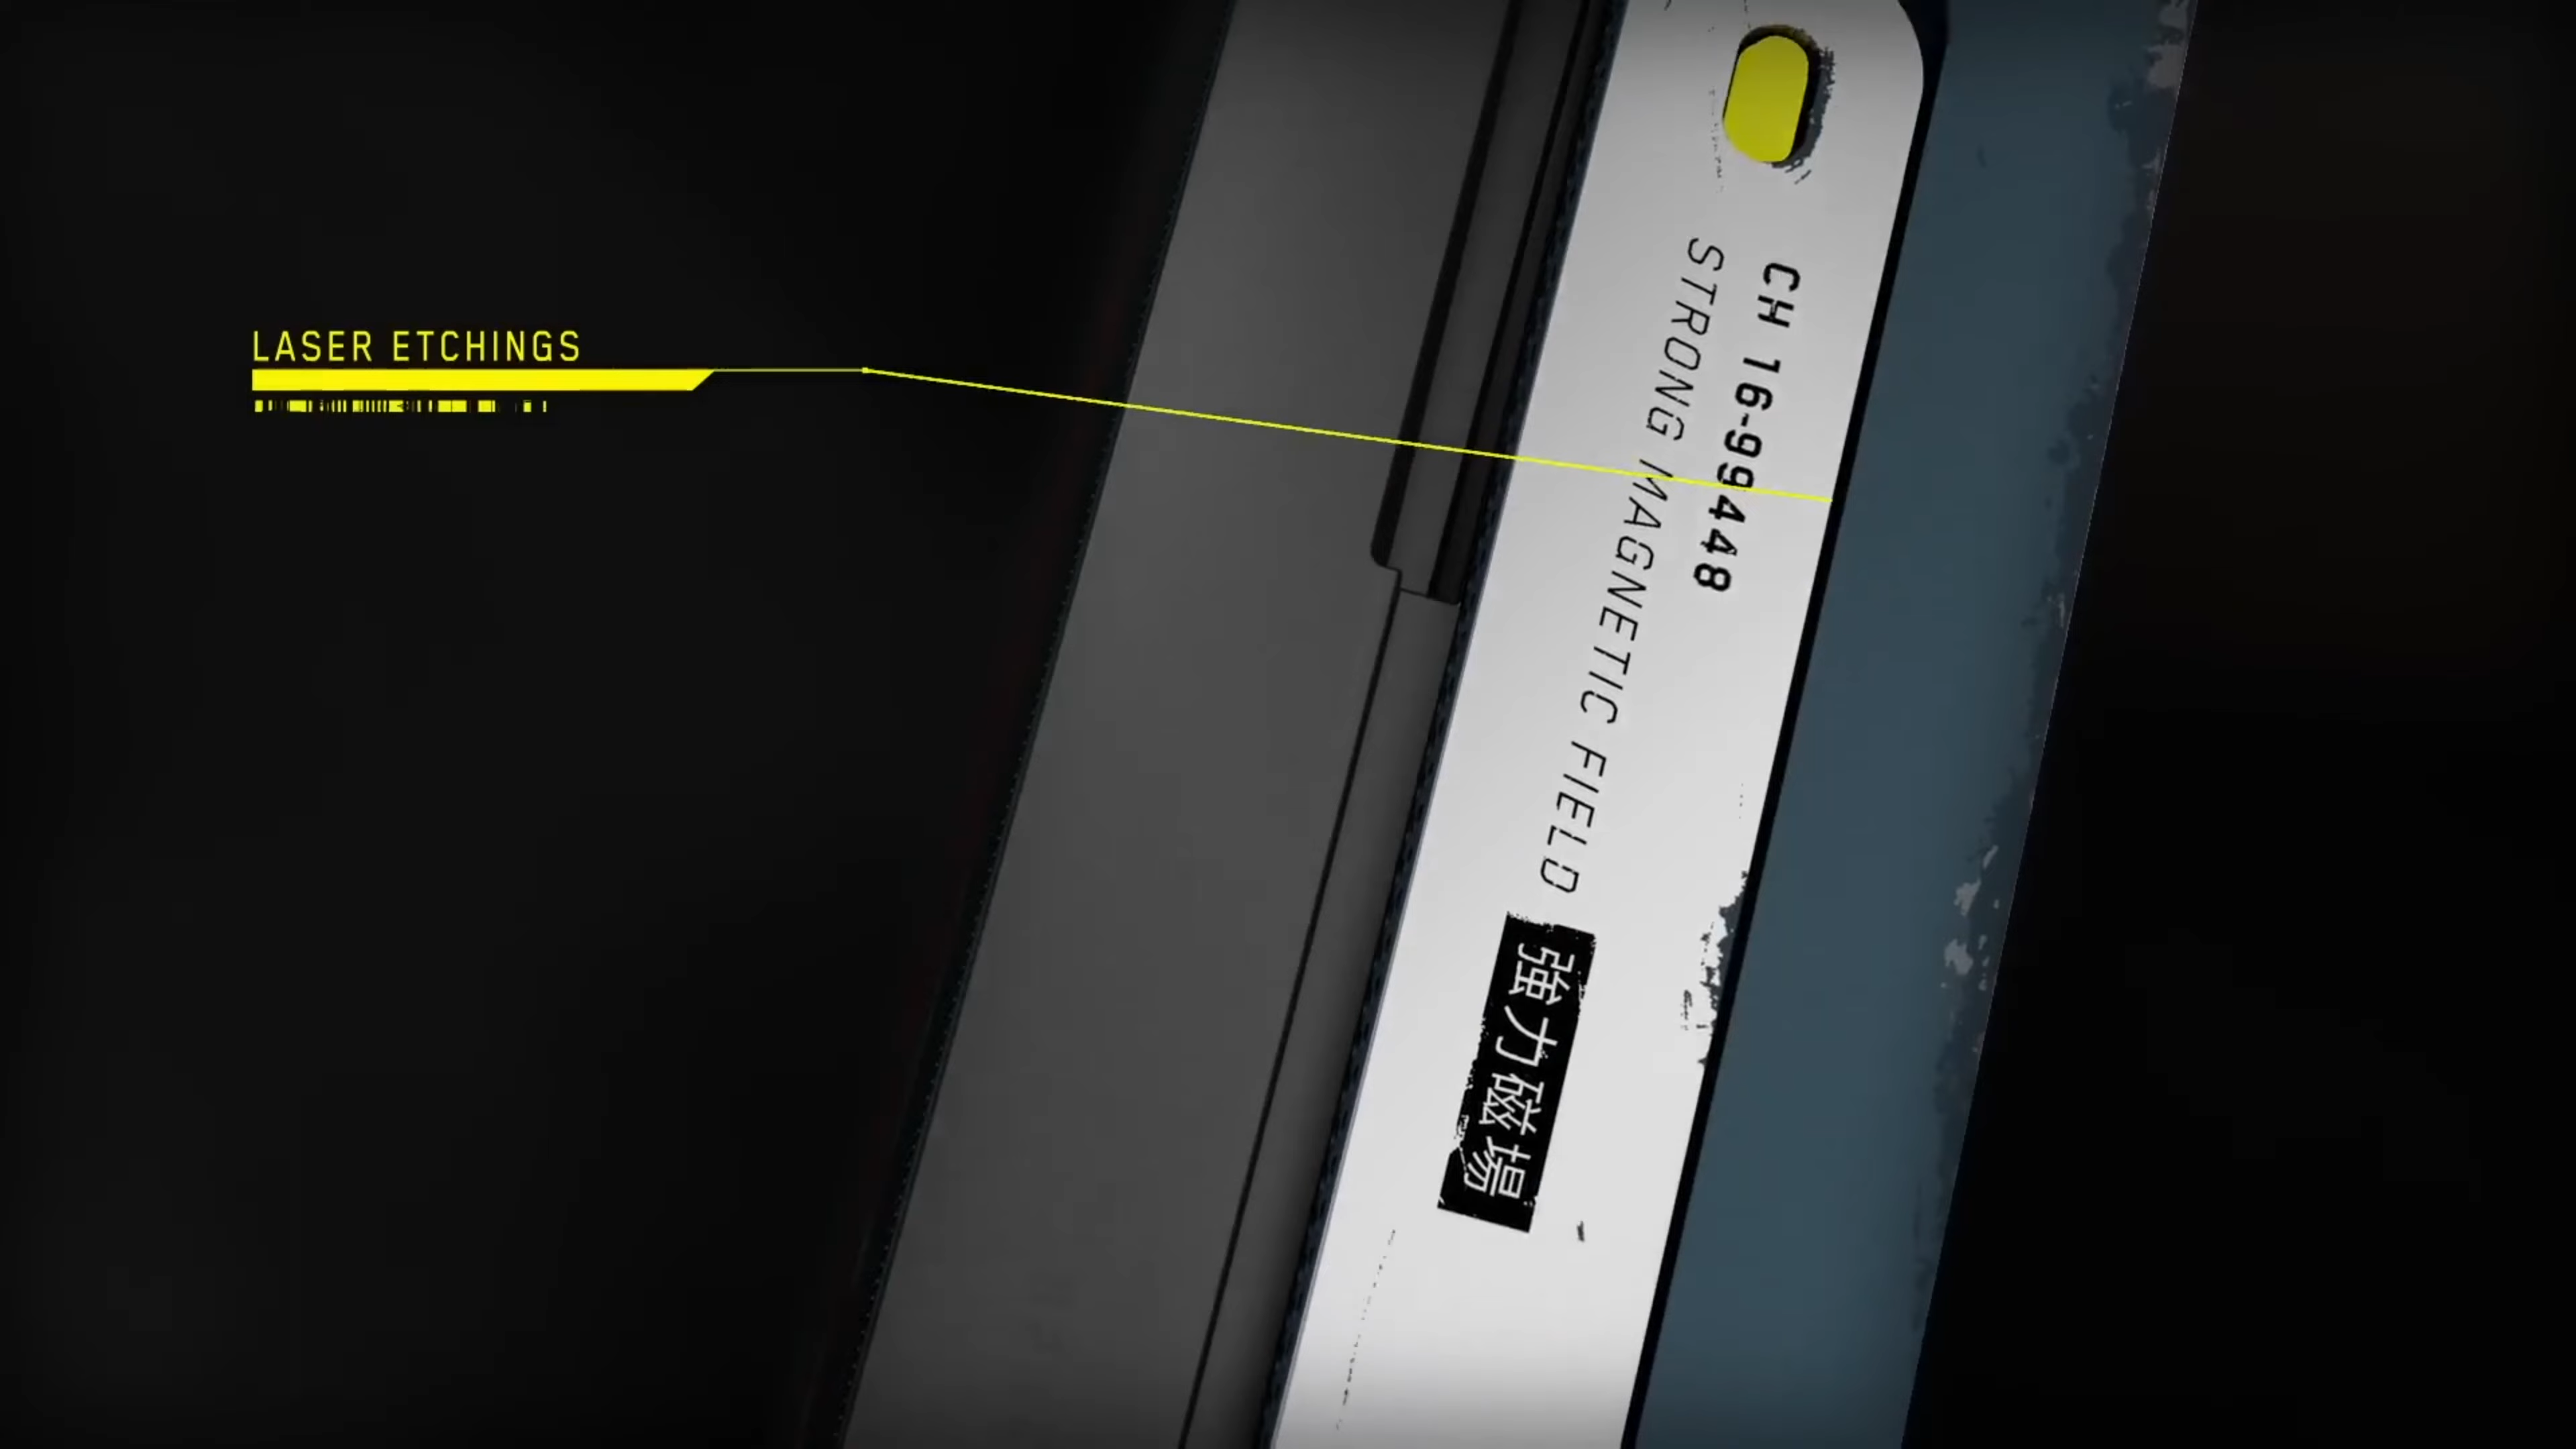 LASER ETCHINGS
CH 16-99448
STRONG MAGNETIC FIELD
強力磁場